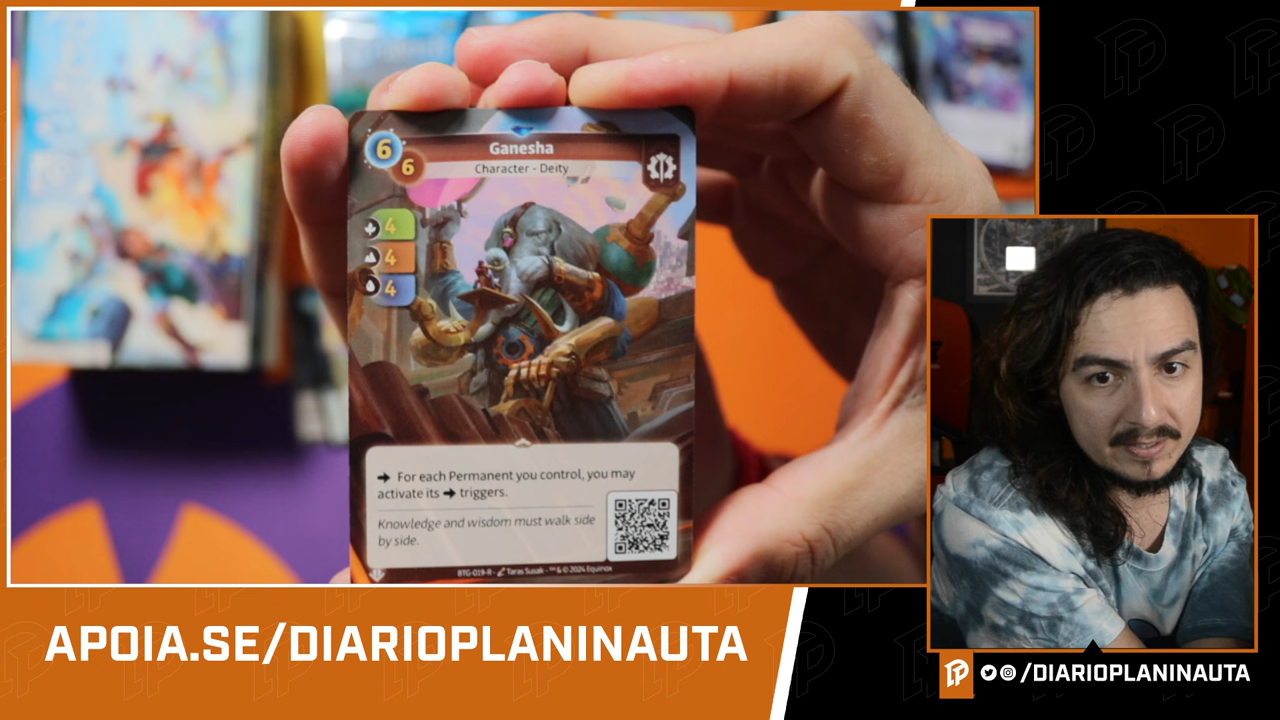 6
6
Ganesha
Character - Deity
4
4
4
➔ For each Permanent you control, you may
activate its ➔ triggers.
Knowledge and wisdom must walk side
by side.
BTG-019-R - Taras Susak - ™ & © 2024 Equinox
APOIA.SE/DIARIOPLANINAUTA
/DIARIOPLANINAUTA